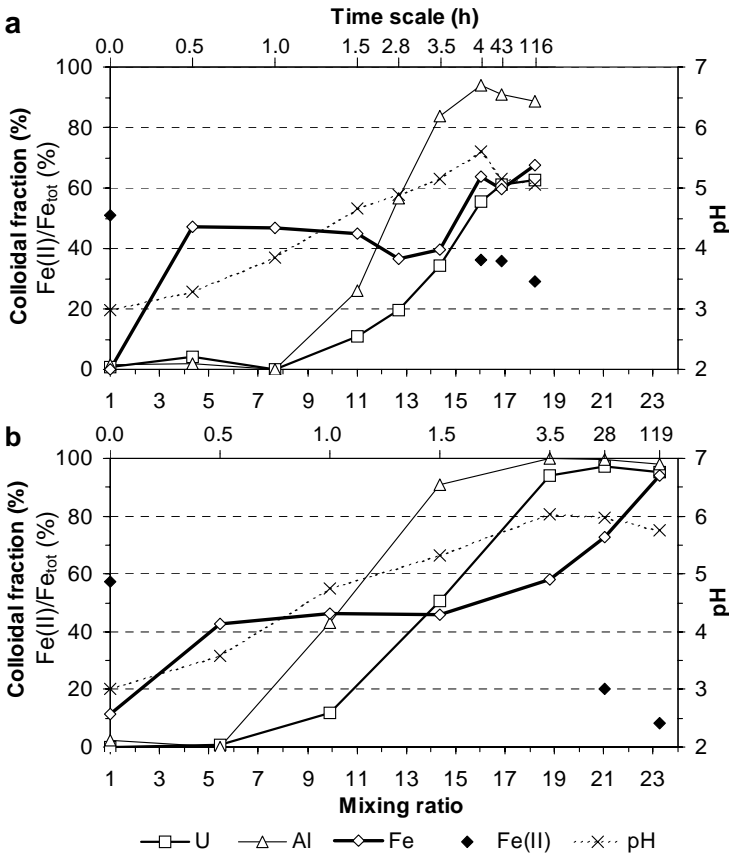 Time scale (h)
a
0.0 0.5 1.0 1.5 2.8 3.5 4 43 116
100 7
80 6
60 5
40 4
20 3
0 2
Colloidal fraction (%)
Fe(II)/Fetot (%)
pH
1 3 5 7 9 11 13 15 17 19 21 23
b
0.0 0.5 1.0 1.5 3.5 28 119
100 7
80 6
60 5
40 4
20 3
0 2
Colloidal fraction (%)
Fe(II)/Fetot (%)
pH
1 3 5 7 9 11 13 15 17 19 21 23
Mixing ratio
U Al Fe Fe(II) pH